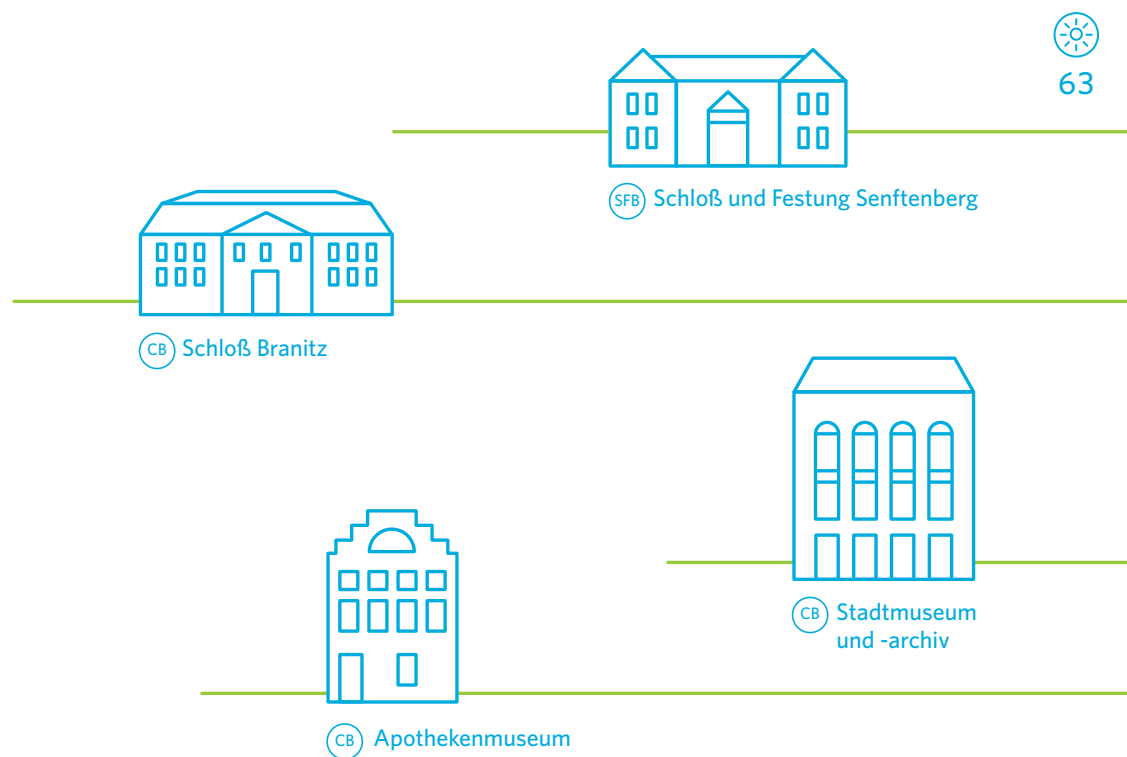 63
SFB Schloß und Festung Senftenberg
CB Schloß Branitz
CB Stadtmuseum
und -archiv
CB Apothekenmuseum